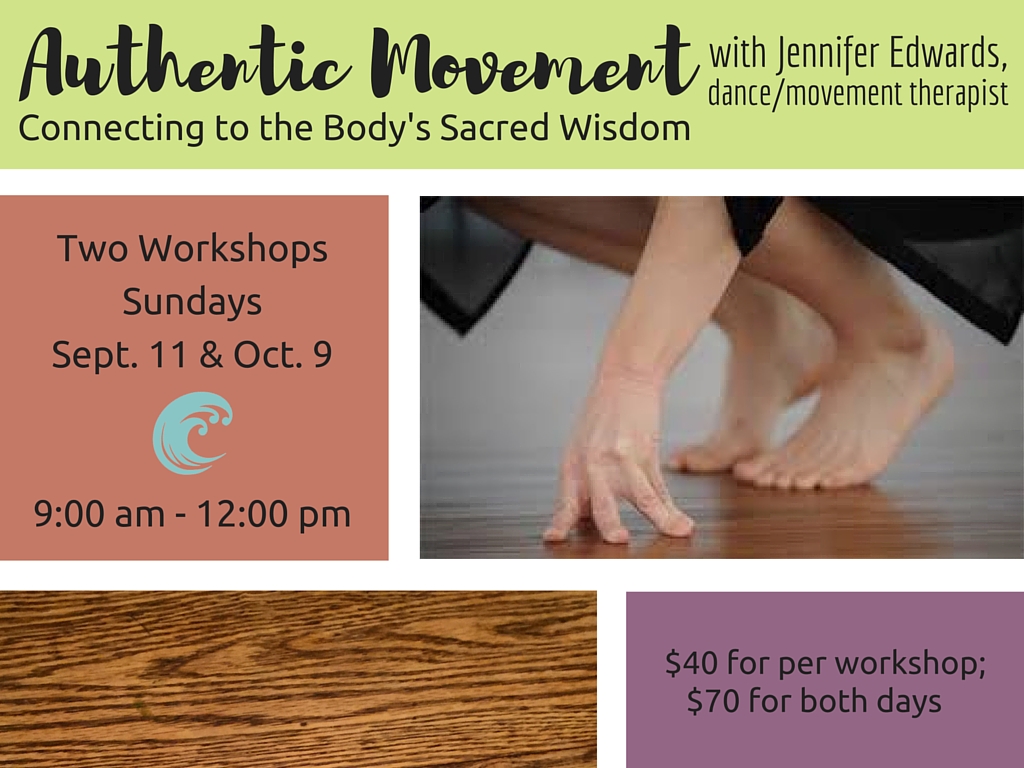 Authentic Movement
with Jennifer Edwards,
dance/movement therapist
Connecting to the Body's Sacred Wisdom
Two Workshops
Sundays
Sept. 11 & Oct. 9
9:00 am - 12:00 pm
$40 for per workshop;
$70 for both days